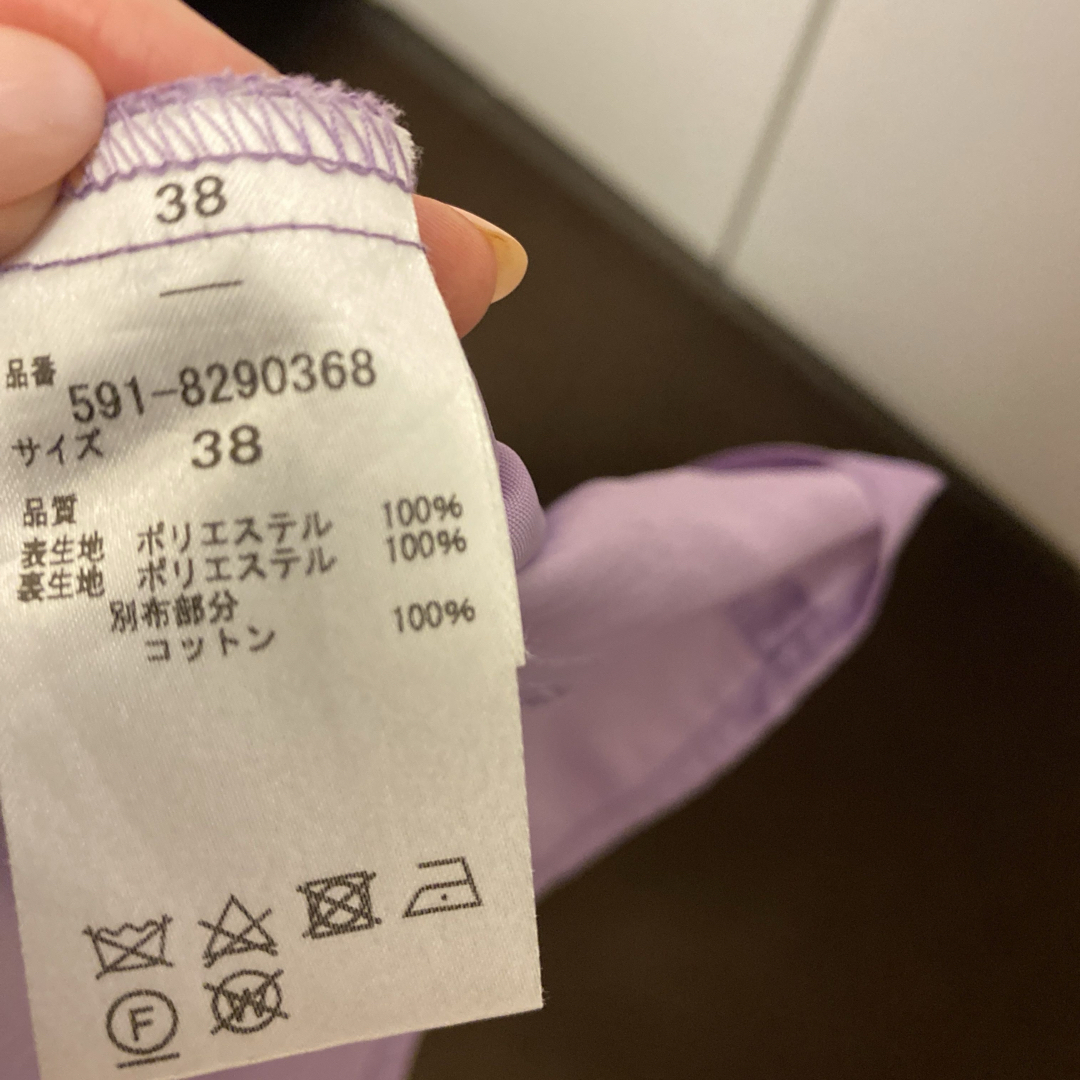 38
—
品番
591-8290368
サイズ 38
品質
表生地 ポリエステル 100%
裏生地 ポリエステル 100%
別布部分
コットン 100%
F
W